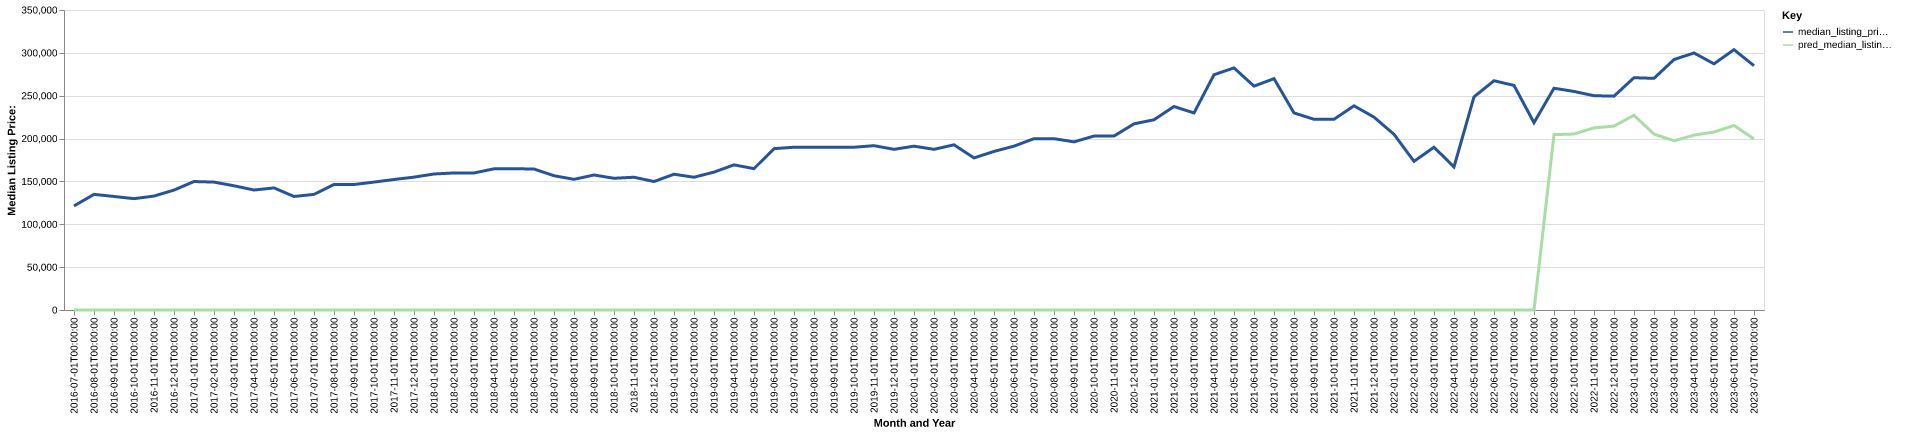 350,000
300,000
250,000
200,000
150,000
100,000
50,000
0
Median Listing Price:
2016-07-01T00:00:00
2016-08-01T00:00:00
2016-09-01T00:00:00
2016-10-01T00:00:00
2016-11-01T00:00:00
2016-12-01T00:00:00
2017-01-01T00:00:00
2017-02-01T00:00:00
2017-03-01T00:00:00
2017-04-01T00:00:00
2017-05-01T00:00:00
2017-06-01T00:00:00
2017-07-01T00:00:00
2017-08-01T00:00:00
2017-09-01T00:00:00
2017-10-01T00:00:00
2017-11-01T00:00:00
2017-12-01T00:00:00
2018-01-01T00:00:00
2018-02-01T00:00:00
2018-03-01T00:00:00
2018-04-01T00:00:00
2018-05-01T00:00:00
2018-06-01T00:00:00
2018-07-01T00:00:00
2018-08-01T00:00:00
2018-09-01T00:00:00
2018-10-01T00:00:00
2018-11-01T00:00:00
2018-12-01T00:00:00
2019-01-01T00:00:00
2019-02-01T00:00:00
2019-03-01T00:00:00
2019-04-01T00:00:00
2019-05-01T00:00:00
2019-06-01T00:00:00
2019-07-01T00:00:00
2019-08-01T00:00:00
2019-09-01T00:00:00
2019-10-01T00:00:00
2019-11-01T00:00:00
2019-12-01T00:00:00
2020-01-01T00:00:00
2020-02-01T00:00:00
2020-03-01T00:00:00
2020-04-01T00:00:00
2020-05-01T00:00:00
2020-06-01T00:00:00
2020-07-01T00:00:00
2020-08-01T00:00:00
2020-09-01T00:00:00
2020-10-01T00:00:00
2020-11-01T00:00:00
2020-12-01T00:00:00
2021-01-01T00:00:00
2021-02-01T00:00:00
2021-03-01T00:00:00
2021-04-01T00:00:00
2021-05-01T00:00:00
2021-06-01T00:00:00
2021-07-01T00:00:00
2021-08-01T00:00:00
2021-09-01T00:00:00
2021-10-01T00:00:00
2021-11-01T00:00:00
2021-12-01T00:00:00
2022-01-01T00:00:00
2022-02-01T00:00:00
2022-03-01T00:00:00
2022-04-01T00:00:00
2022-05-01T00:00:00
2022-06-01T00:00:00
2022-07-01T00:00:00
2022-08-01T00:00:00
2022-09-01T00:00:00
2022-10-01T00:00:00
2022-11-01T00:00:00
2022-12-01T00:00:00
2023-01-01T00:00:00
2023-02-01T00:00:00
2023-03-01T00:00:00
2023-04-01T00:00:00
2023-05-01T00:00:00
2023-06-01T00:00:00
2023-07-01T00:00:00
Month and Year
Key
median_listing_pri…
pred_median_listin…